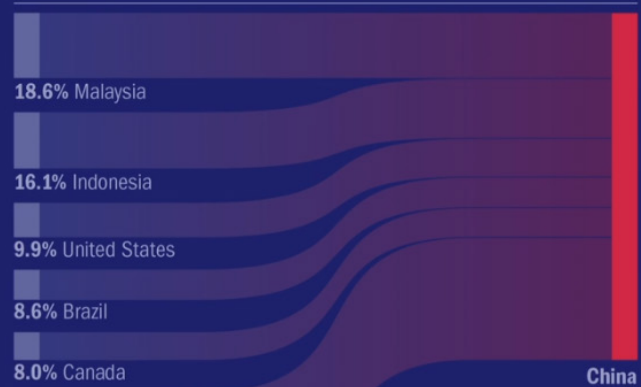 18.6% Malaysia
16.1% Indonesia
9.9% United States
8.6% Brazil
8.0% Canada
China